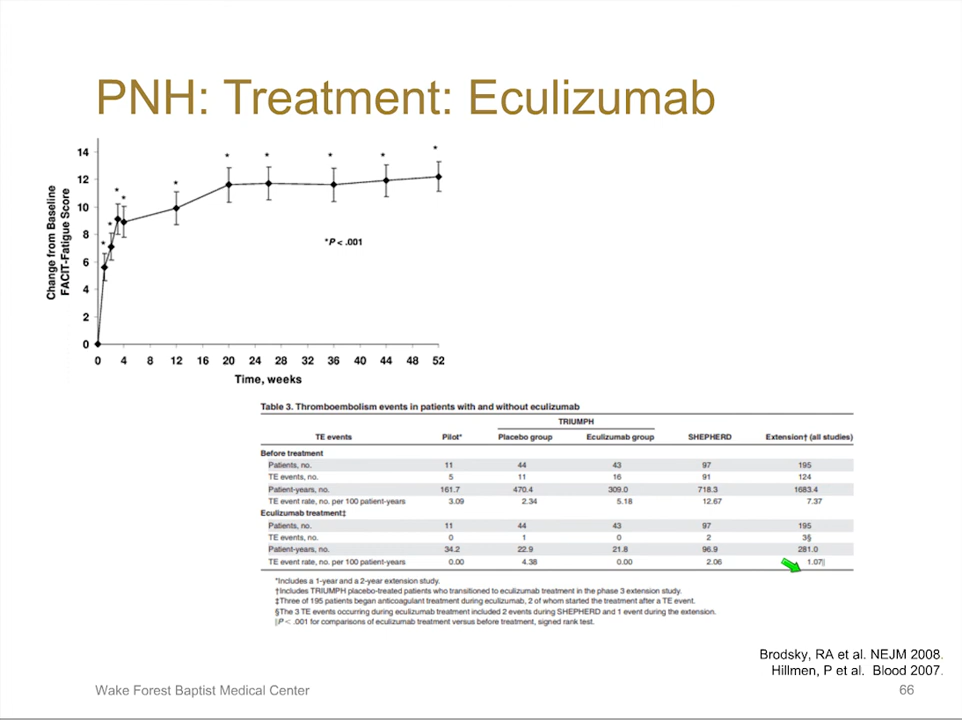 PNH: Treatment: Eculizumab
Change from Baseline
FACIT-Fatigue Score
14
12
10
8
6
4
2
0
* * * * * * * * * *
*P < .001
0 4 8 12 16 20 24 28 32 36 40 44 48 52
Time, weeks
Table 3. Thromboembolism events in patients with and without eculizumab
TRIUMPH
TE events Pilot* Placebo group Eculizumab group SHEPHERD Extension† (all studies)
Before treatment
Patients, no. 11 44 43 97 195
TE events, no. 5 11 16 91 124
Patient-years, no. 161.7 470.4 309.0 718.3 1683.4
TE event rate, no. per 100 patient-years 3.09 2.34 5.18 12.67 7.37
Eculizumab treatment‡
Patients, no. 11 44 43 97 195
TE events, no. 0 1 0 2 3§
Patient-years, no. 34.2 22.9 21.8 96.9 281.0
TE event rate, no. per 100 patient-years 0.00 4.38 0.00 2.06 1.07||
*Includes a 1-year and a 2-year extension study.
†Includes TRIUMPH placebo-treated patients who transitioned to eculizumab treatment in the phase 3 extension study.
‡Three of 195 patients began anticoagulant treatment during eculizumab, 2 of whom started the treatment after a TE event.
§The 3 TE events occurring during eculizumab treatment included 2 events during SHEPHERD and 1 event during the extension.
||P < .001 for comparisons of eculizumab treatment versus before treatment, signed rank test.
Brodsky, RA et al. NEJM 2008.
Hillmen, P et al. Blood 2007.
Wake Forest Baptist Medical Center 66